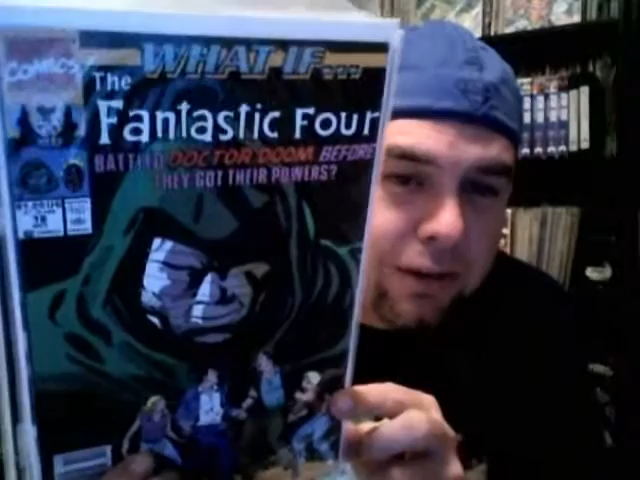 COMICS
WHAT IF...
The
Fantastic Four
BATTLED DOCTOR DOOM BEFORE
THEY GOT THEIR POWERS?